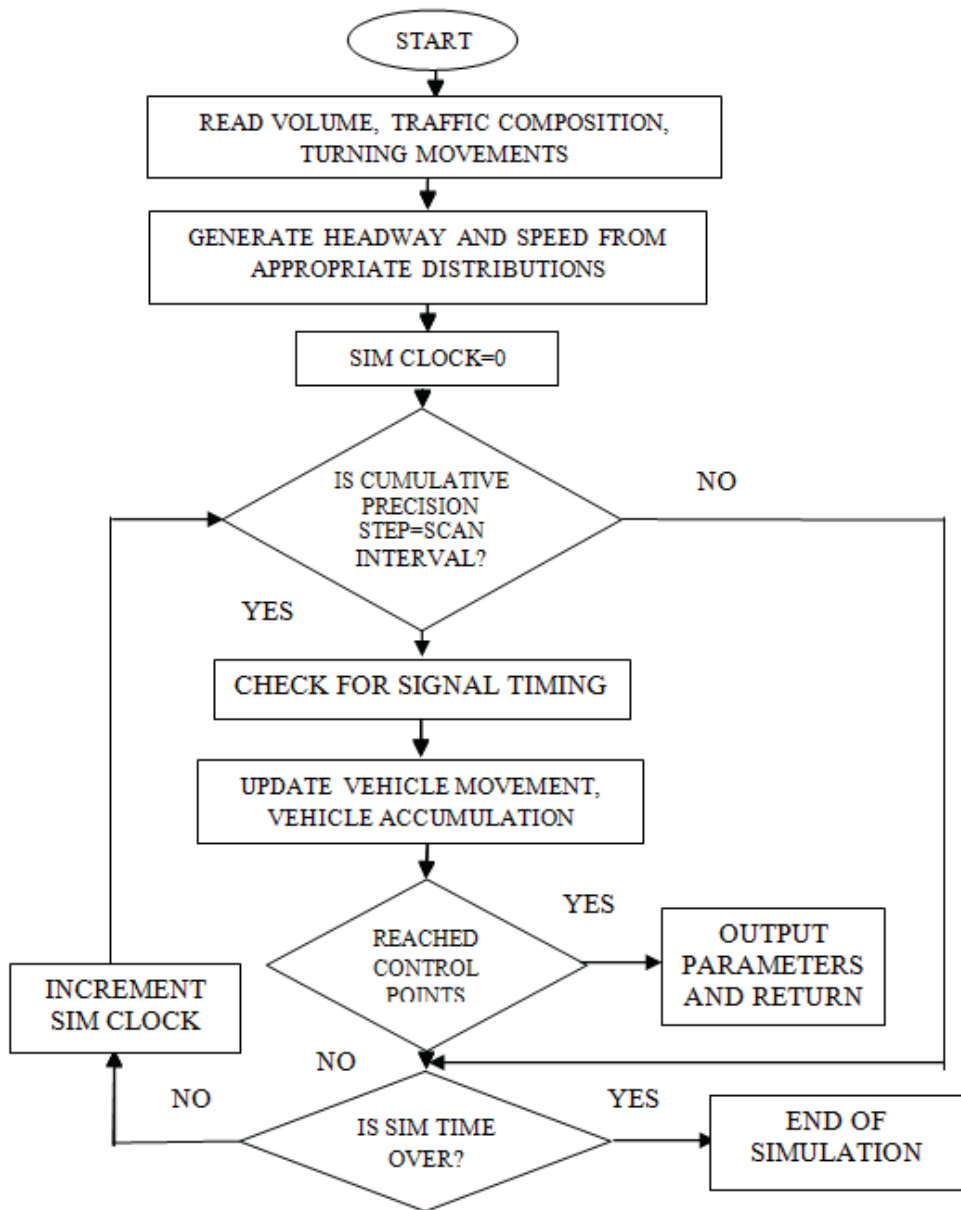 START
READ VOLUME, TRAFFIC COMPOSITION,
TURNING MOVEMENTS
GENERATE HEADWAY AND SPEED FROM
APPROPRIATE DISTRIBUTIONS
SIM CLOCK=0
IS CUMULATIVE
PRECISION
STEP=SCAN
INTERVAL?
NO
YES
CHECK FOR SIGNAL TIMING
UPDATE VEHICLE MOVEMENT,
VEHICLE ACCUMULATION
REACHED
CONTROL
POINTS
YES
OUTPUT
PARAMETERS
AND RETURN
INCREMENT
SIM CLOCK
NO
NO
IS SIM TIME
OVER?
YES
END OF
SIMULATION